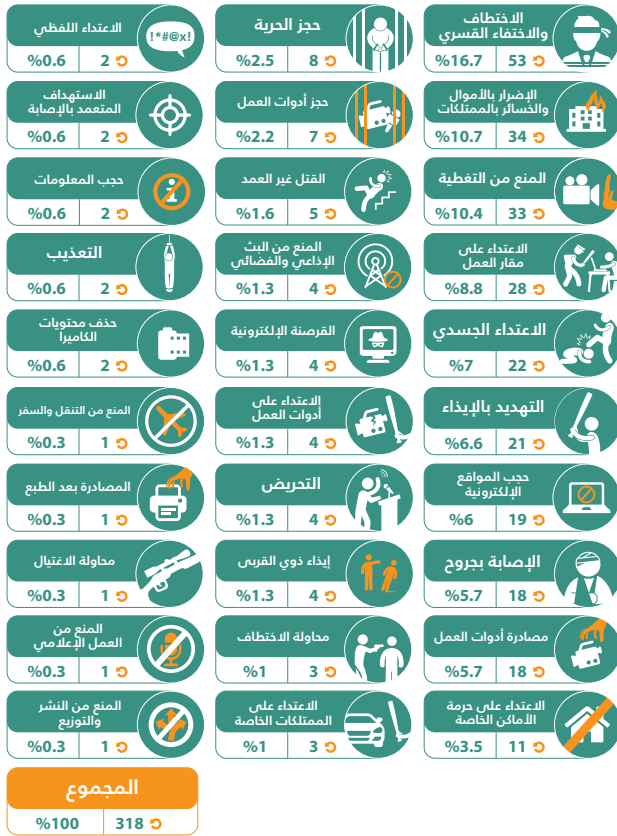 الاختطاف
والاختفاء القسري
53 %16.7
الإضرار بالأموال
والخسائر بالممتلكات
34 %10.7
المنع من التغطية
33 %10.4
الاعتداء على
مقار العمل
28 %8.8
الاعتداء الجسدي
22 %7
التهديد بالإيذاء
21 %6.6
حجب المواقع
الإلكترونية
19 %6
الإصابة بجروح
18 %5.7
مصادرة أدوات العمل
18 %5.7
الاعتداء على حرمة
الأماكن الخاصة
11 %3.5
حجز الحرية
8 %2.5
حجز أدوات العمل
7 %2.2
القتل غير العمد
5 %1.6
المنع من البث
الإذاعي والفضائي
4 %1.3
القرصنة الإلكترونية
4 %1.3
الاعتداء على
أدوات العمل
4 %1.3
التحريض
4 %1.3
إيذاء ذوي القربى
4 %1.3
محاولة الاختطاف
3 %1
الاعتداء على
الممتلكات الخاصة
3 %1
!*#@x!
الاعتداء اللفظي
2 %0.6
الاستهداف
المتعمد بالإصابة
2 %0.6
حجب المعلومات
2 %0.6
التعذيب
2 %0.6
حذف محتويات
الكاميرا
2 %0.6
المنع من التنقل والسفر
1 %0.3
المصادرة بعد الطبع
1 %0.3
محاولة الاغتيال
1 %0.3
المنع من
العمل الإعلامي
1 %0.3
المنع من النشر
والتوزيع
1 %0.3
المجموع
318 %100